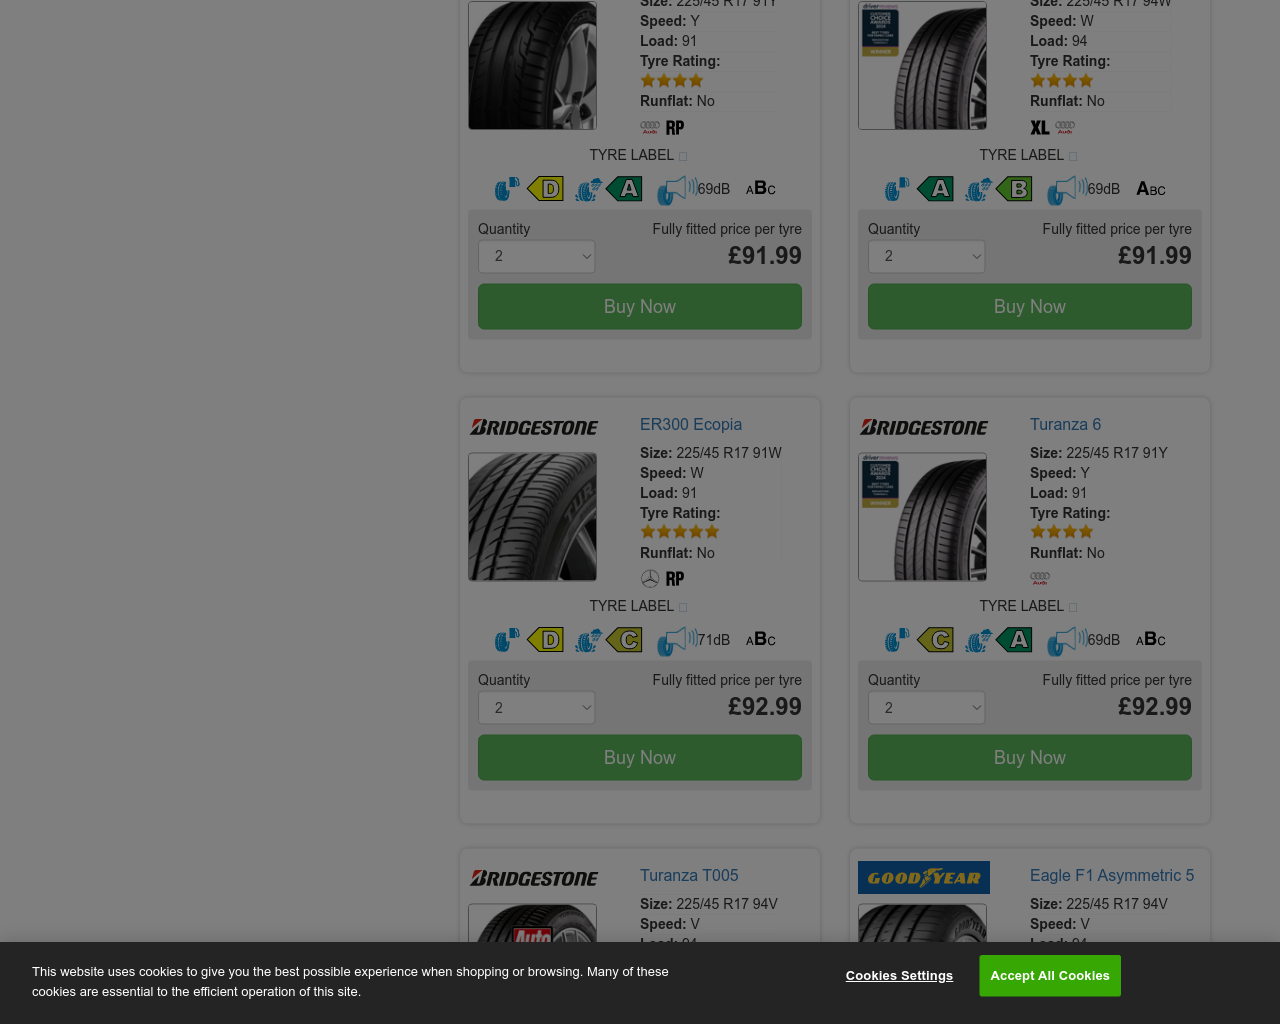 Size: 225/45 R17 91Y
Speed: Y
Load: 91
Tyre Rating:
Runflat: No
Audi RP
TYRE LABEL
D A 69dB ABC
Quantity Fully fitted price per tyre
2 £91.99
Buy Now
Size: 225/45 R17 94W
Speed: W
Load: 94
Tyre Rating:
Runflat: No
XL Audi
TYRE LABEL
A B 69dB ABC
Quantity Fully fitted price per tyre
2 £91.99
Buy Now
BRIDGESTONE ER300 Ecopia
Size: 225/45 R17 91W
Speed: W
Load: 91
Tyre Rating:
Runflat: No
RP
TYRE LABEL
D C 71dB ABC
Quantity Fully fitted price per tyre
2 £92.99
Buy Now
BRIDGESTONE Turanza 6
Size: 225/45 R17 91Y
Speed: Y
Load: 91
Tyre Rating:
Runflat: No
Audi
TYRE LABEL
C A 69dB ABC
Quantity Fully fitted price per tyre
2 £92.99
Buy Now
BRIDGESTONE Turanza T005
Size: 225/45 R17 94V
Speed: V
Load: 94
Auto
GOODYEAR Eagle F1 Asymmetric 5
Size: 225/45 R17 94V
Speed: V
Load: 94
This website uses cookies to give you the best possible experience when shopping or browsing. Many of these
cookies are essential to the efficient operation of this site.
Cookies Settings
Accept All Cookies